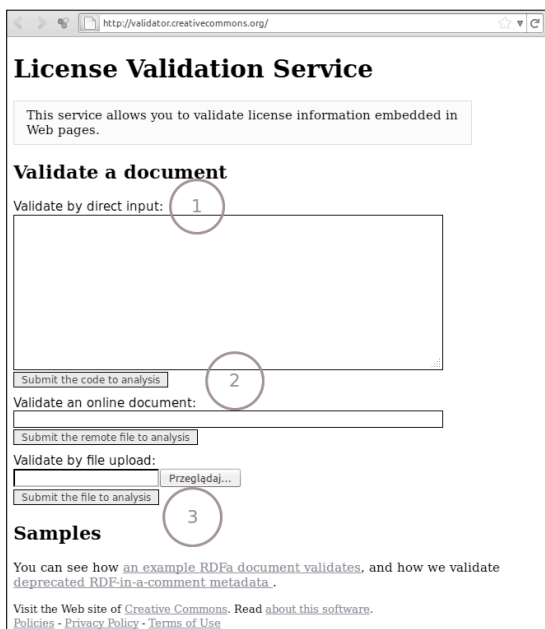 http://validator.creativecommons.org/
License Validation Service
This service allows you to validate license information embedded in
Web pages.
Validate a document
Validate by direct input:
1
Submit the code to analysis
2
Validate an online document:
Submit the remote file to analysis
Validate by file upload:
Przeglądaj...
Submit the file to analysis
3
Samples
You can see how an example RDFa document validates, and how we validate
deprecated RDF-in-a-comment metadata .
Visit the Web site of Creative Commons. Read about this software.
Policies - Privacy Policy - Terms of Use